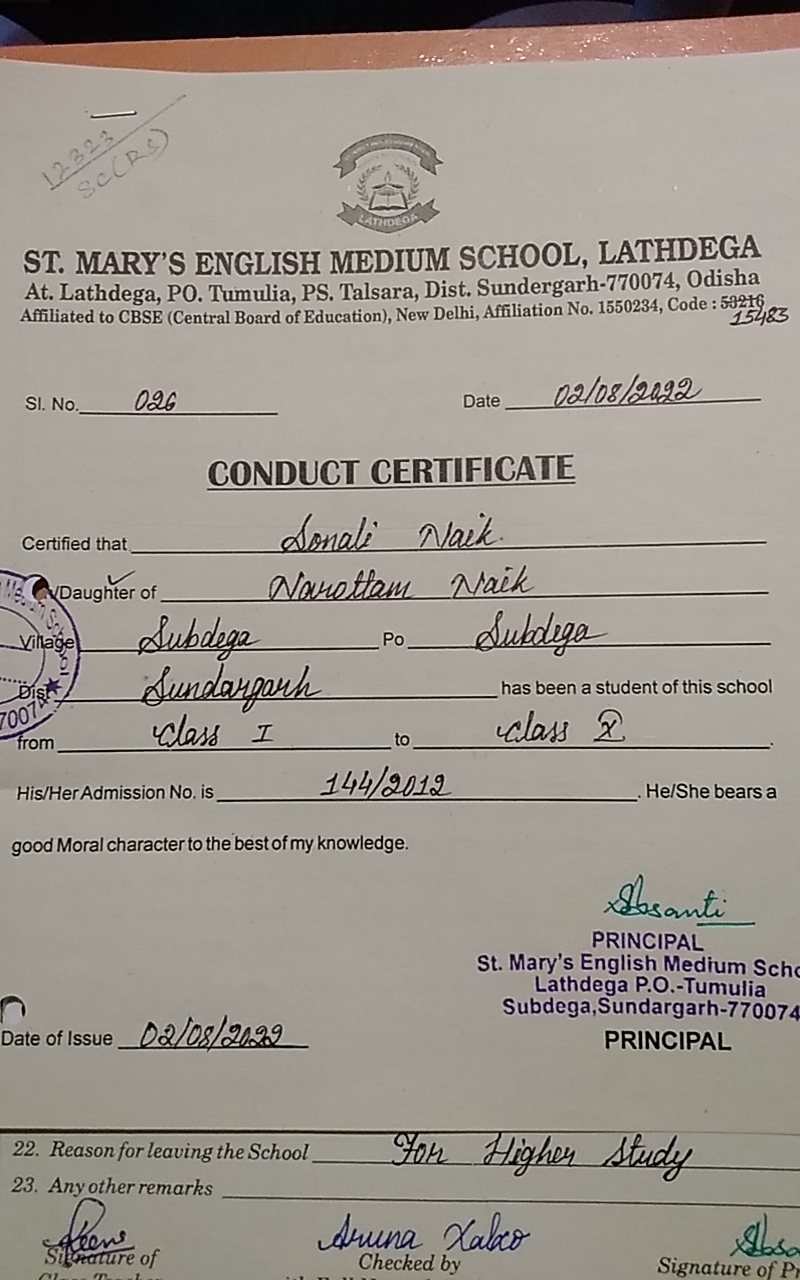 12323
SC(RS)
LATHDEGA
ST. MARY'S ENGLISH MEDIUM SCHOOL, LATHDEGA
At. Lathdega, PO. Tumulia, PS. Talsara, Dist. Sundergarh-770074, Odisha
Affiliated to CBSE (Central Board of Education), New Delhi, Affiliation No. 1550234, Code : 59216
15483
Sl. No. 026 Date 02/08/2022
CONDUCT CERTIFICATE
Certified that Sonali Naik.
/Daughter of Narottam Naik
Village Subdega Po Subdega
Dist Sundargarh has been a student of this school
from Class I to Class X.
His/Her Admission No. is 144/2012. He/She bears a
good Moral character to the best of my knowledge.
PRINCIPAL
St. Mary's English Medium Scho
Lathdega P.O.-Tumulia
Subdega,Sundargarh-770074
Date of Issue 02/08/2022 PRINCIPAL
22. Reason for leaving the School For Higher Study
23. Any other remarks
Aruna Xalxo
Signature of Checked by Signature of Pr